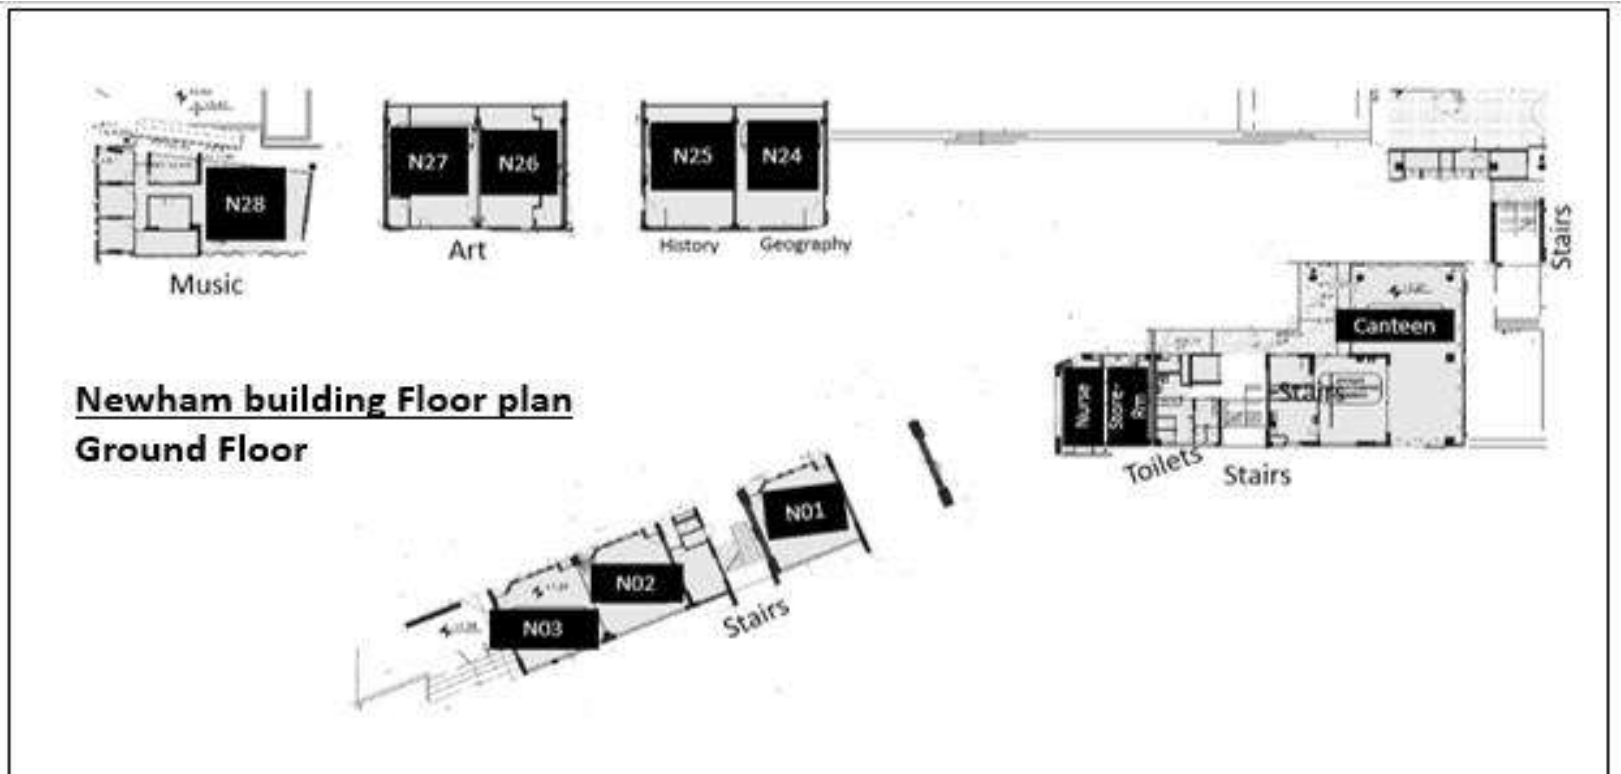 N28
Music
N27
N26
Art
N25
N24
History
Geography
Stairs
Canteen
Nurse
Store-
Rm
Stairs
Toilets
Stairs
Newham building Floor plan
Ground Floor
N01
N02
N03
Stairs